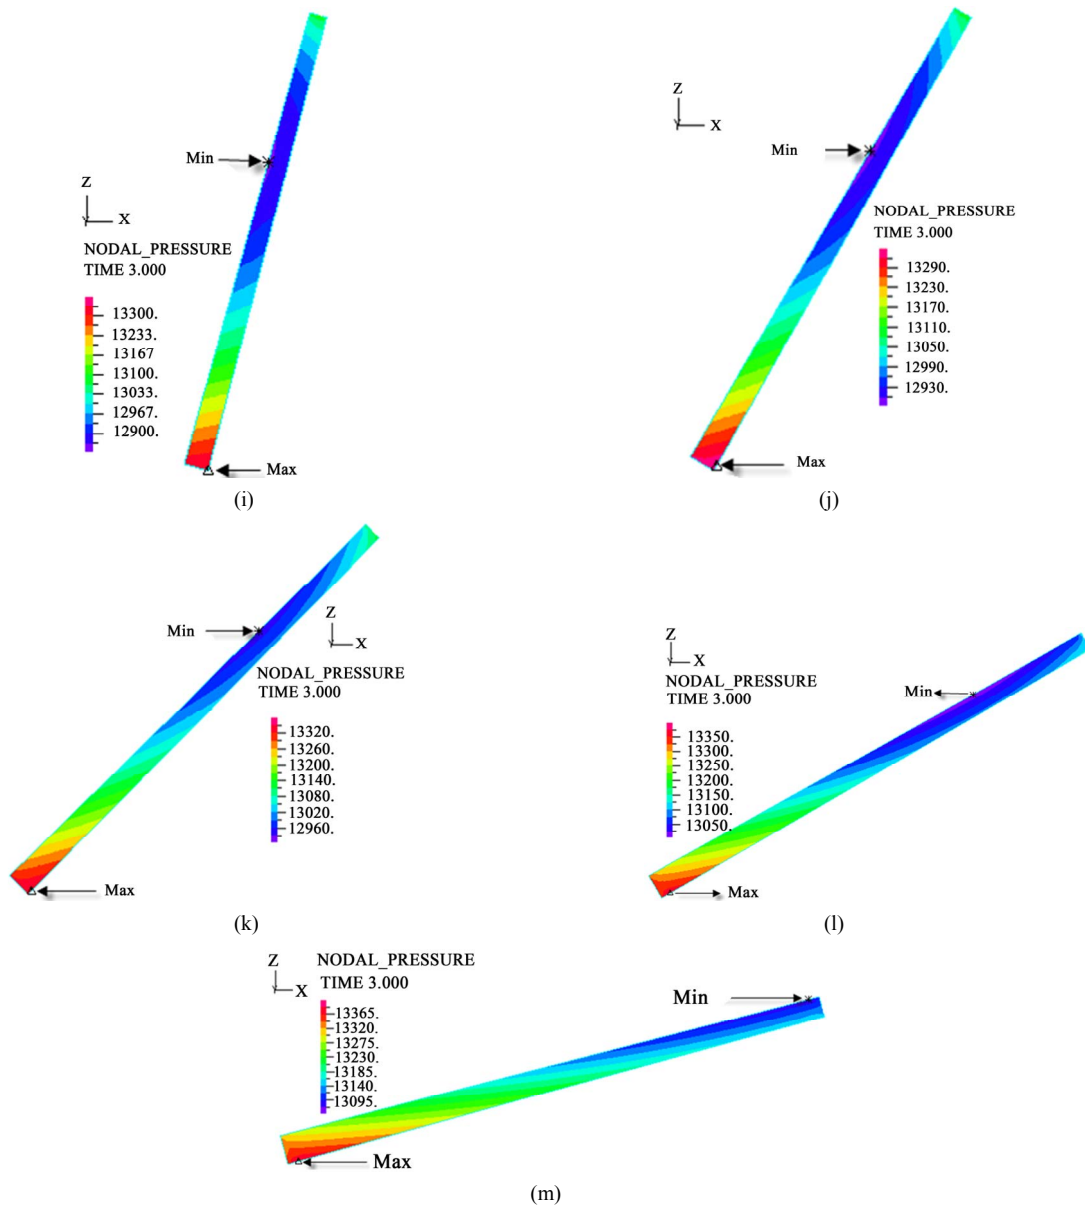 Min
Z
X
Y
NODAL_PRESSURE
TIME 3.000
13300.
13233.
13167
13100.
13033.
12967.
12900.
Max
(i)
Z
Y
X
Min
NODAL_PRESSURE
TIME 3.000
13290.
13230.
13170
13110.
13050.
12990.
12930.
Max
(j)
Min
Z
Y
X
NODAL_PRESSURE
TIME 3.000
13320.
13260.
13200.
13140.
13080.
13020.
12960.
Max
(k)
Z
Y
X
NODAL_PRESSURE
TIME 3.000
Min
13350.
13300.
13250.
13200.
13150.
13100.
13050.
Max
(l)
Z
Y
X
NODAL_PRESSURE
TIME 3.000
Min
13365.
13320.
13275.
13230.
13185.
13140.
13095.
Max
(m)